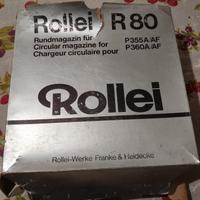 Rollei R 80
Rundmagazin für P355A/AF
Circular magazine for P360A/AF
Chargeur circulaire pour
Rollei
Rollei-Werke Franke & Heidecke